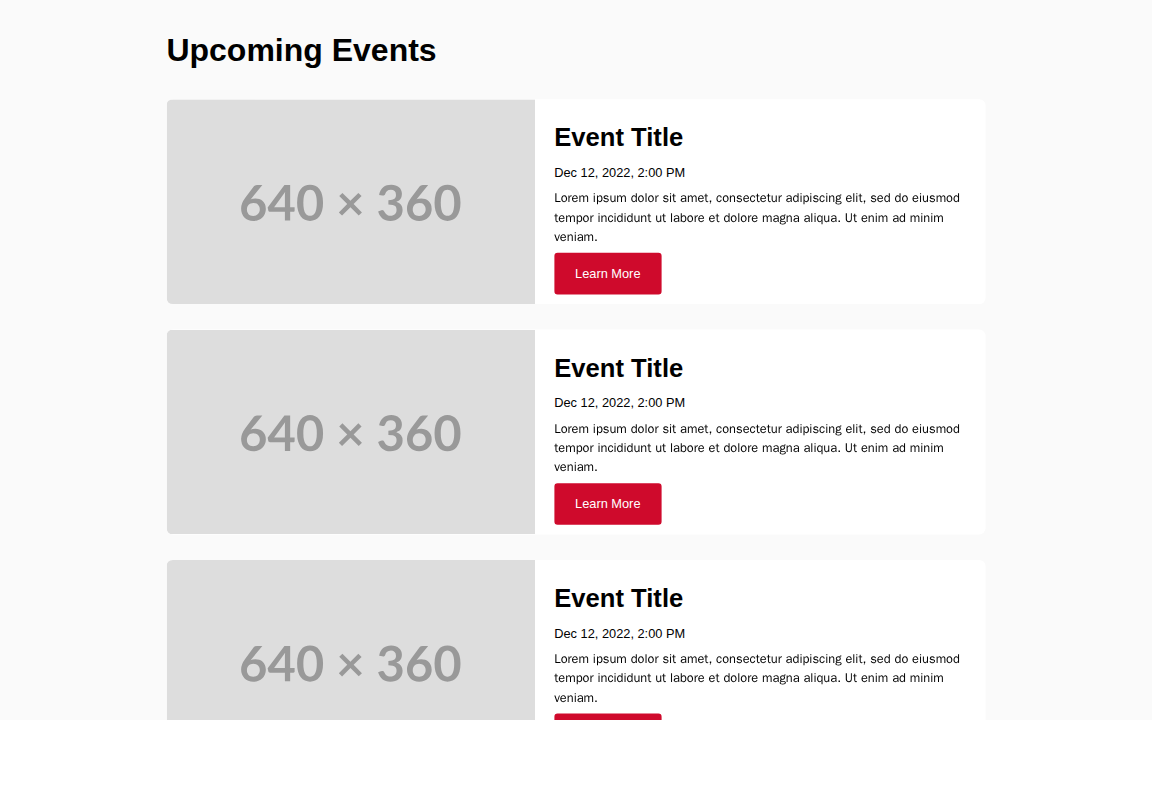 Upcoming Events
640 × 360
Event Title
Dec 12, 2022, 2:00 PM
Lorem ipsum dolor sit amet, consectetur adipiscing elit, sed do eiusmod
tempor incididunt ut labore et dolore magna aliqua. Ut enim ad minim
veniam.
Learn More
640 × 360
Event Title
Dec 12, 2022, 2:00 PM
Lorem ipsum dolor sit amet, consectetur adipiscing elit, sed do eiusmod
tempor incididunt ut labore et dolore magna aliqua. Ut enim ad minim
veniam.
Learn More
640 × 360
Event Title
Dec 12, 2022, 2:00 PM
Lorem ipsum dolor sit amet, consectetur adipiscing elit, sed do eiusmod
tempor incididunt ut labore et dolore magna aliqua. Ut enim ad minim
veniam.